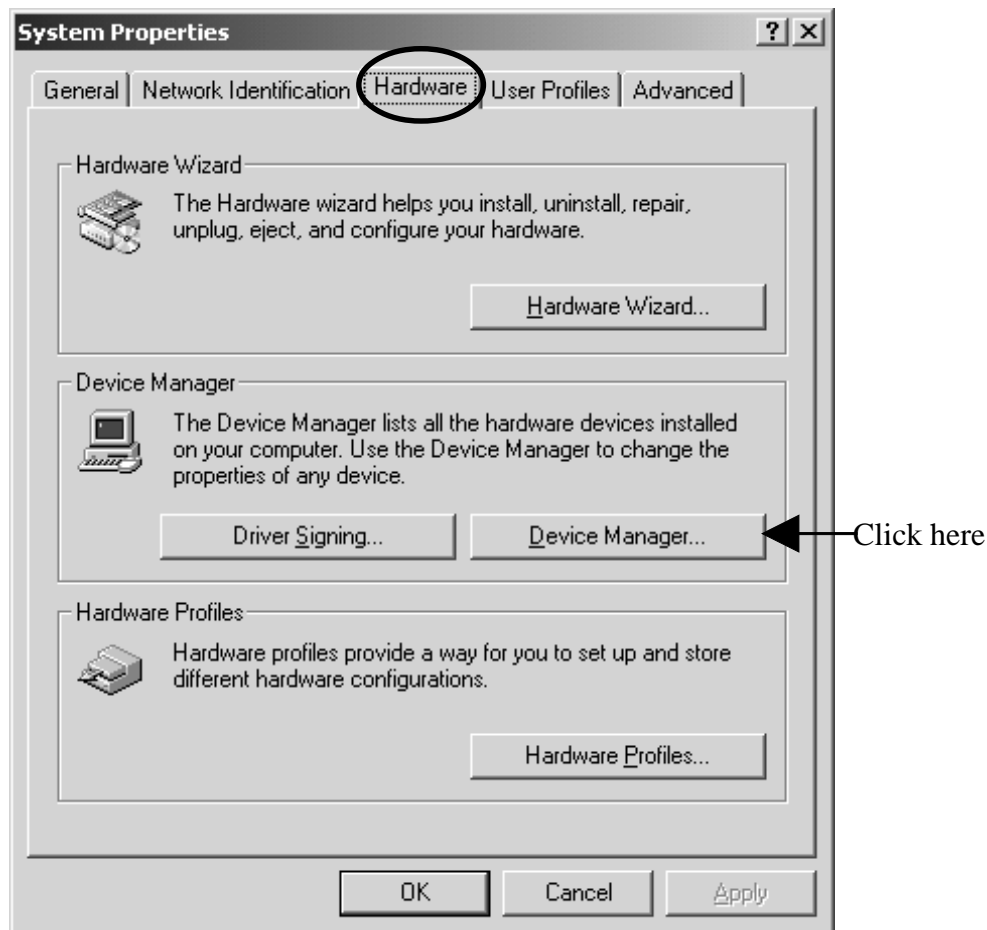 System Properties
?
X
General
Network Identification
Hardware
User Profiles
Advanced
Hardware Wizard
The Hardware wizard helps you install, uninstall, repair,
unplug, eject, and configure your hardware.
Hardware Wizard...
Device Manager
The Device Manager lists all the hardware devices installed
on your computer. Use the Device Manager to change the
properties of any device.
Driver Signing...
Device Manager...
Click here
Hardware Profiles
Hardware profiles provide a way for you to set up and store
different hardware configurations.
Hardware Profiles...
OK
Cancel
Apply